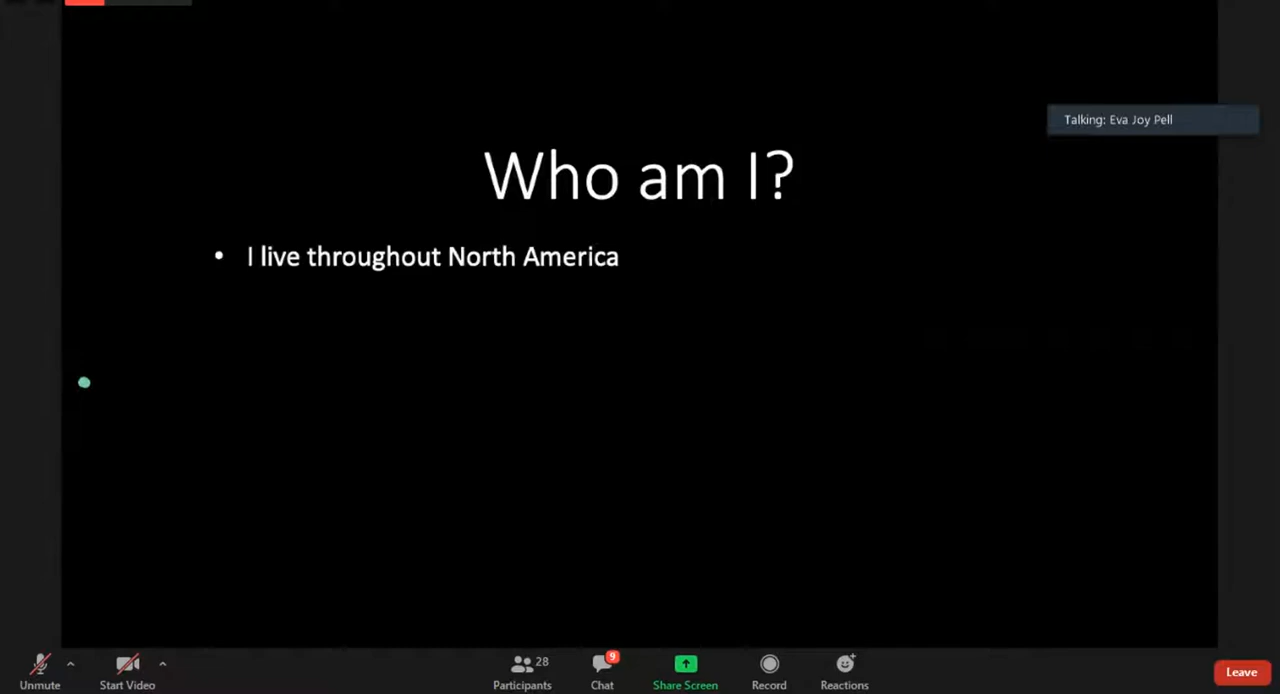 Talking: Eva Joy Pell
Who am I?
• I live throughout North America
Unmute
Start Video
28
Participants
9
Chat
Share Screen
Record
Reactions
Leave